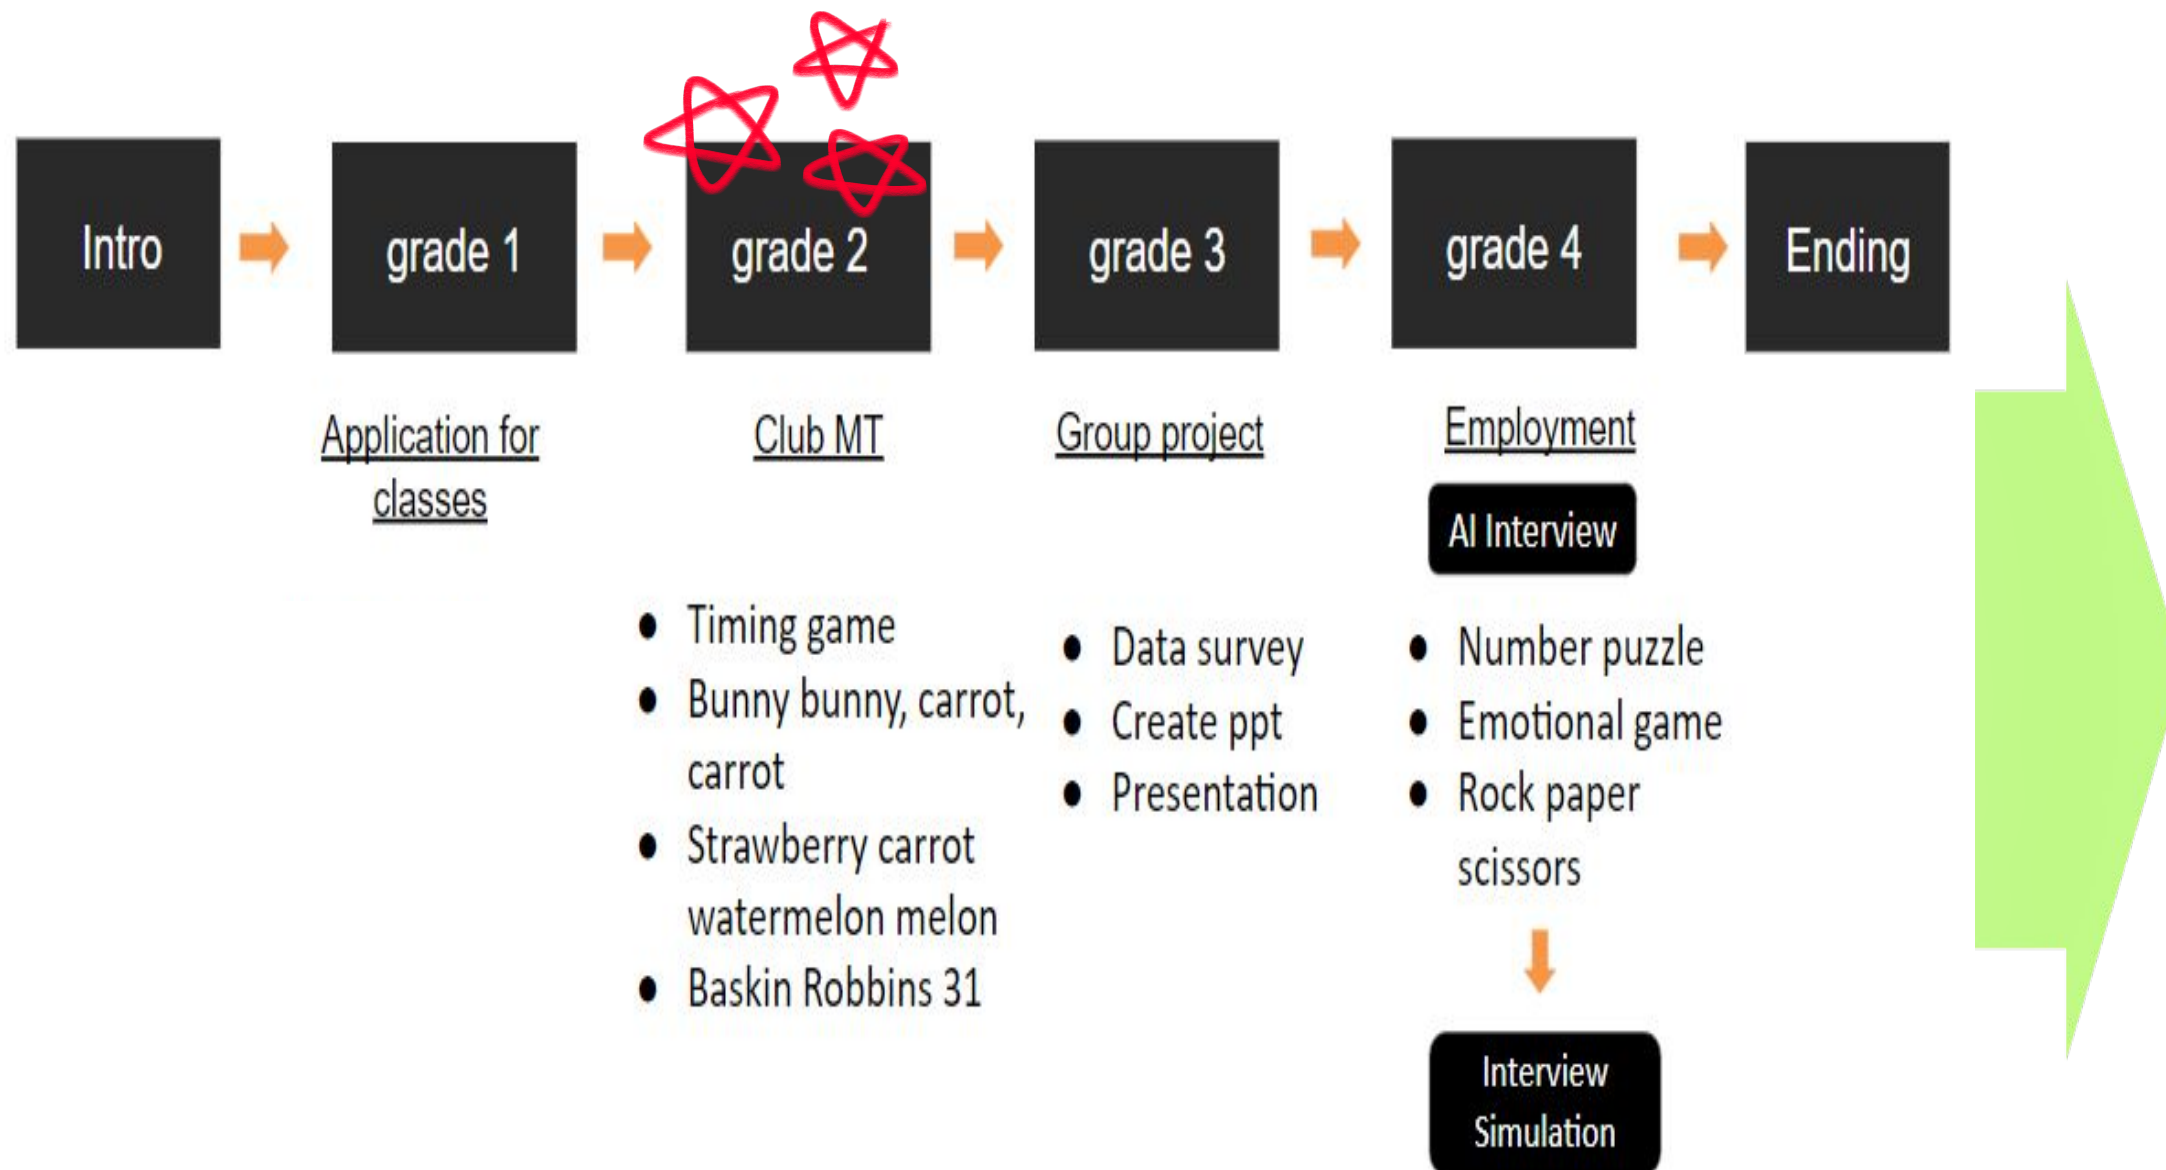 Intro
grade 1
grade 2
grade 3
grade 4
Ending
Application for
classes
Club MT
Group project
Employment
AI Interview
● Timing game
● Bunny bunny, carrot,
carrot
● Strawberry carrot
watermelon melon
● Baskin Robbins 31
● Data survey
● Create ppt
● Presentation
● Number puzzle
● Emotional game
● Rock paper
scissors
Interview
Simulation